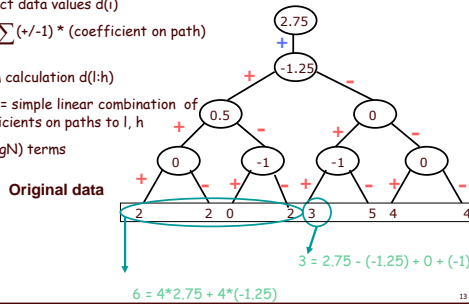 ct data values d(i)
∑ (+/-1) * (coefficient on path)
calculation d(l:h)
= simple linear combination of
icients on paths to l, h
gN) terms
Original data
2.75
+
-1.25
+ -
0.5 0
+ - + -
0 -1 -1 0
+ - + - + - + -
2 2 0 2 3 5 4 4
3 = 2.75 - (-1.25) + 0 + (-1)
6 = 4*2.75 + 4*(-1.25)
13